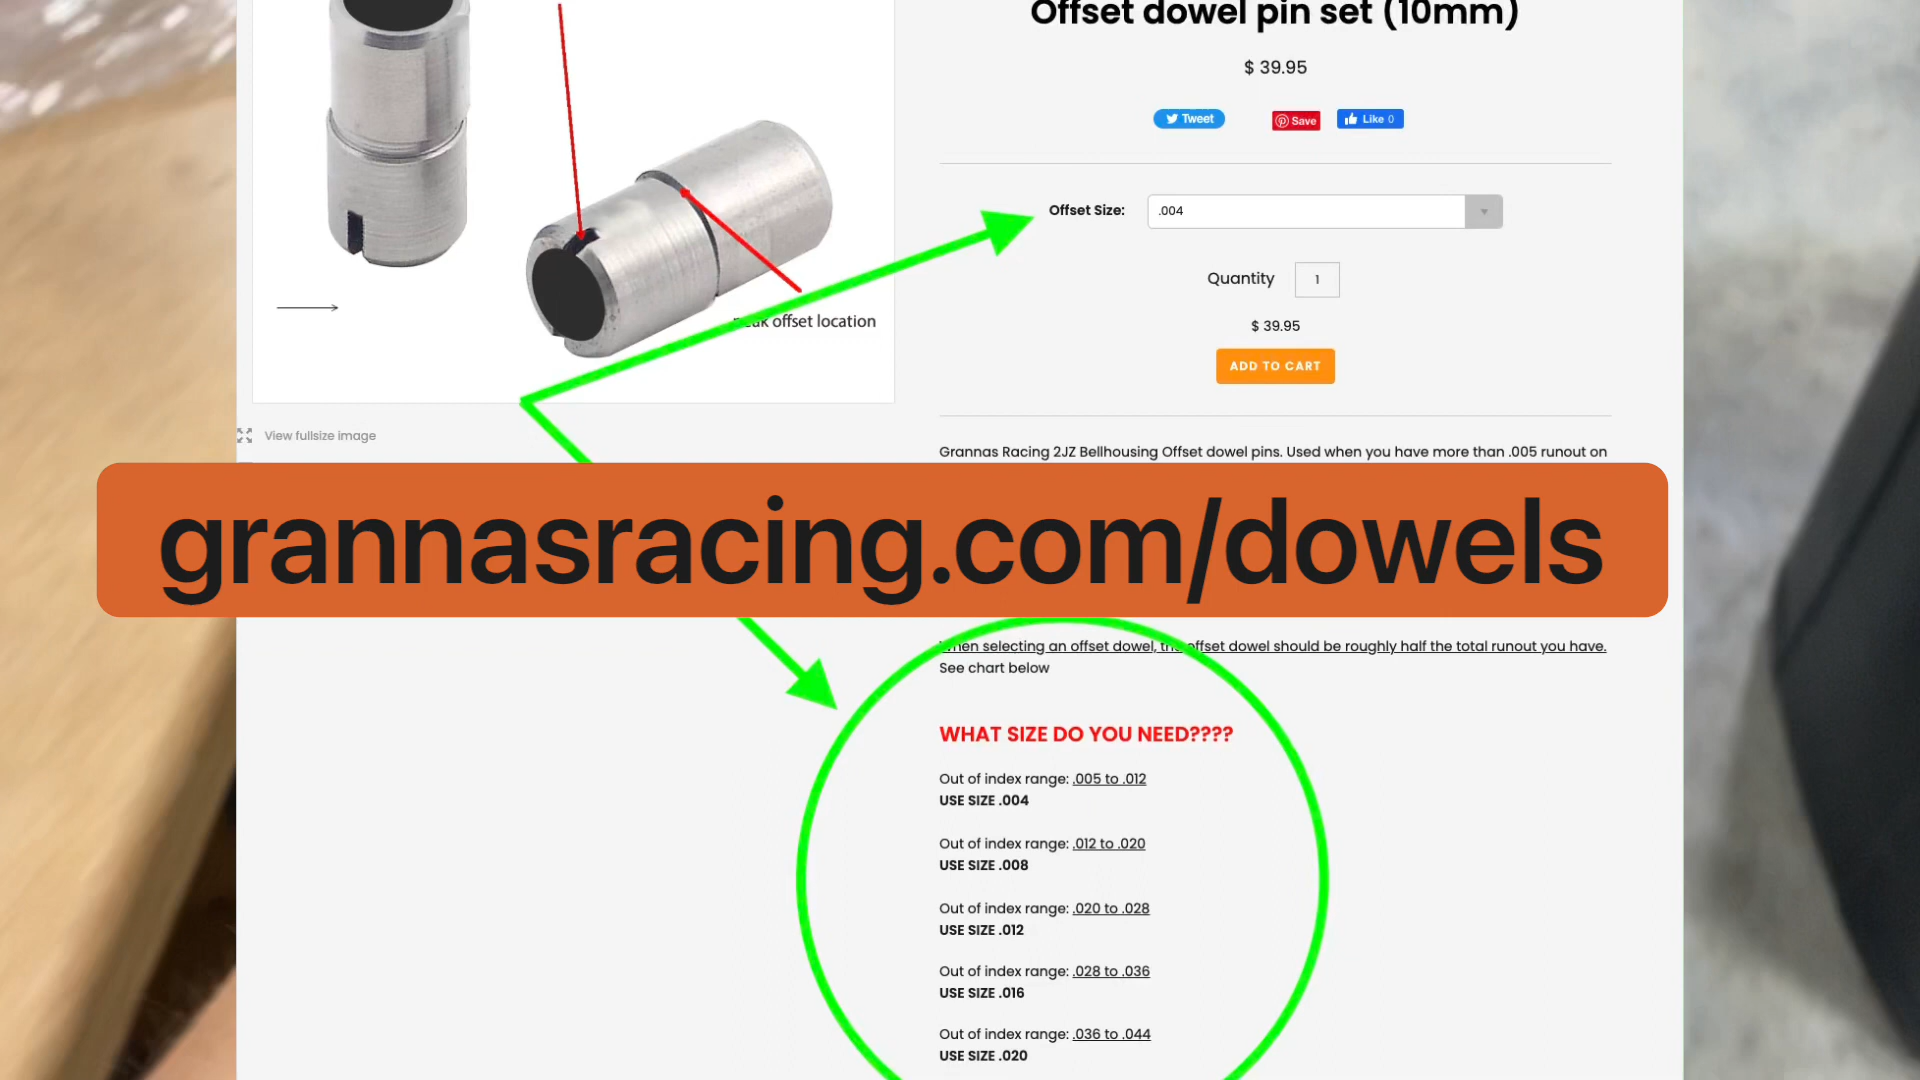 Offset dowel pin set (10mm)
$ 39.95
Tweet
Save
Like 0
Offset Size:
.004
Quantity
1
$ 39.95
ADD TO CART
offset location
View fullsize image
Grannas Racing 2JZ Bellhousing Offset dowel pins. Used when you have more than .005 runout on
grannasracing.com/dowels
When selecting an offset dowel, the offset dowel should be roughly half the total runout you have.
See chart below
WHAT SIZE DO YOU NEED????
Out of index range: .005 to .012
USE SIZE .004
Out of index range: .012 to .020
USE SIZE .008
Out of index range: .020 to .028
USE SIZE .012
Out of index range: .028 to .036
USE SIZE .016
Out of index range: .036 to .044
USE SIZE .020